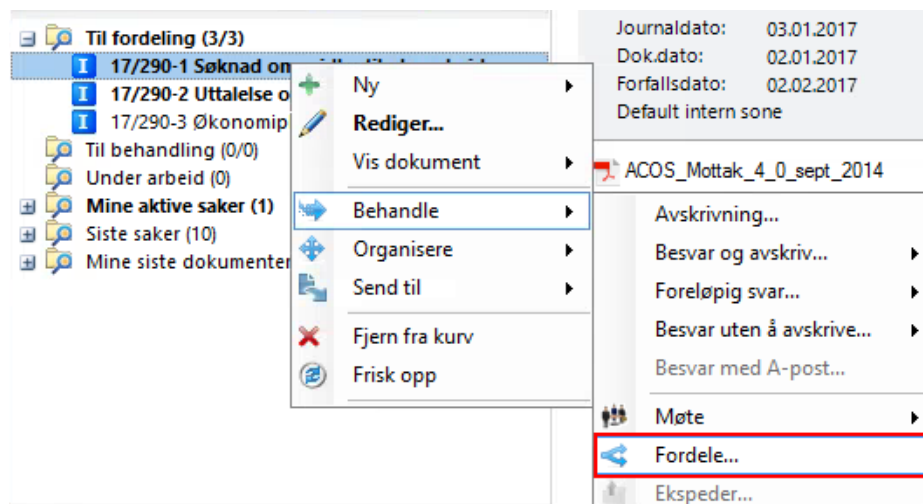 Til fordeling (3/3)
17/290-1 Søknad om
17/290-2 Uttalelse o
17/290-3 Økonomip
Til behandling (0/0)
Under arbeid (0)
Mine aktive saker (1)
Siste saker (10)
Mine siste dokumenter
Ny
Rediger...
Vis dokument
Behandle
Organisere
Send til
Fjern fra kurv
Frisk opp
Journaldato: 03.01.2017
Dok.dato: 02.01.2017
Forfallsdato: 02.02.2017
Default intern sone
ACOS_Mottak_4_0_sept_2014
Avskrivning...
Besvar og avskriv...
Foreløpig svar...
Besvar uten å avskrive...
Besvar med A-post...
Møte
Fordele...
Ekspeder...